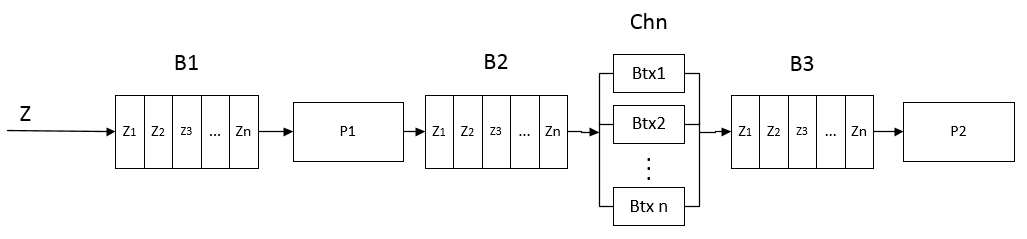 Chn
B1
B2
B3
Z
Z1 Z2 Z3 ... Zn
P1
Z1 Z2 Z3 ... Zn
Btx1
Btx2
Btx n
Z1 Z2 Z3 ... Zn
P2